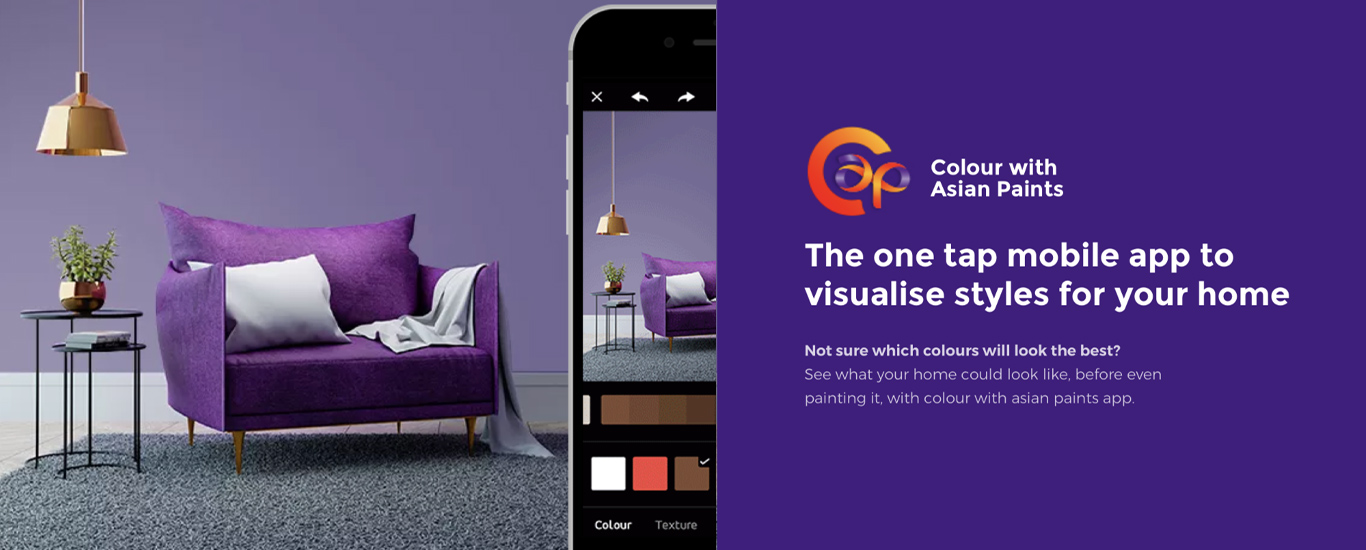 Colour
Texture
ap
Colour with
Asian Paints
The one tap mobile app to
visualise styles for your home
Not sure which colours will look the best?
See what your home could look like, before even
painting it, with colour with asian paints app.